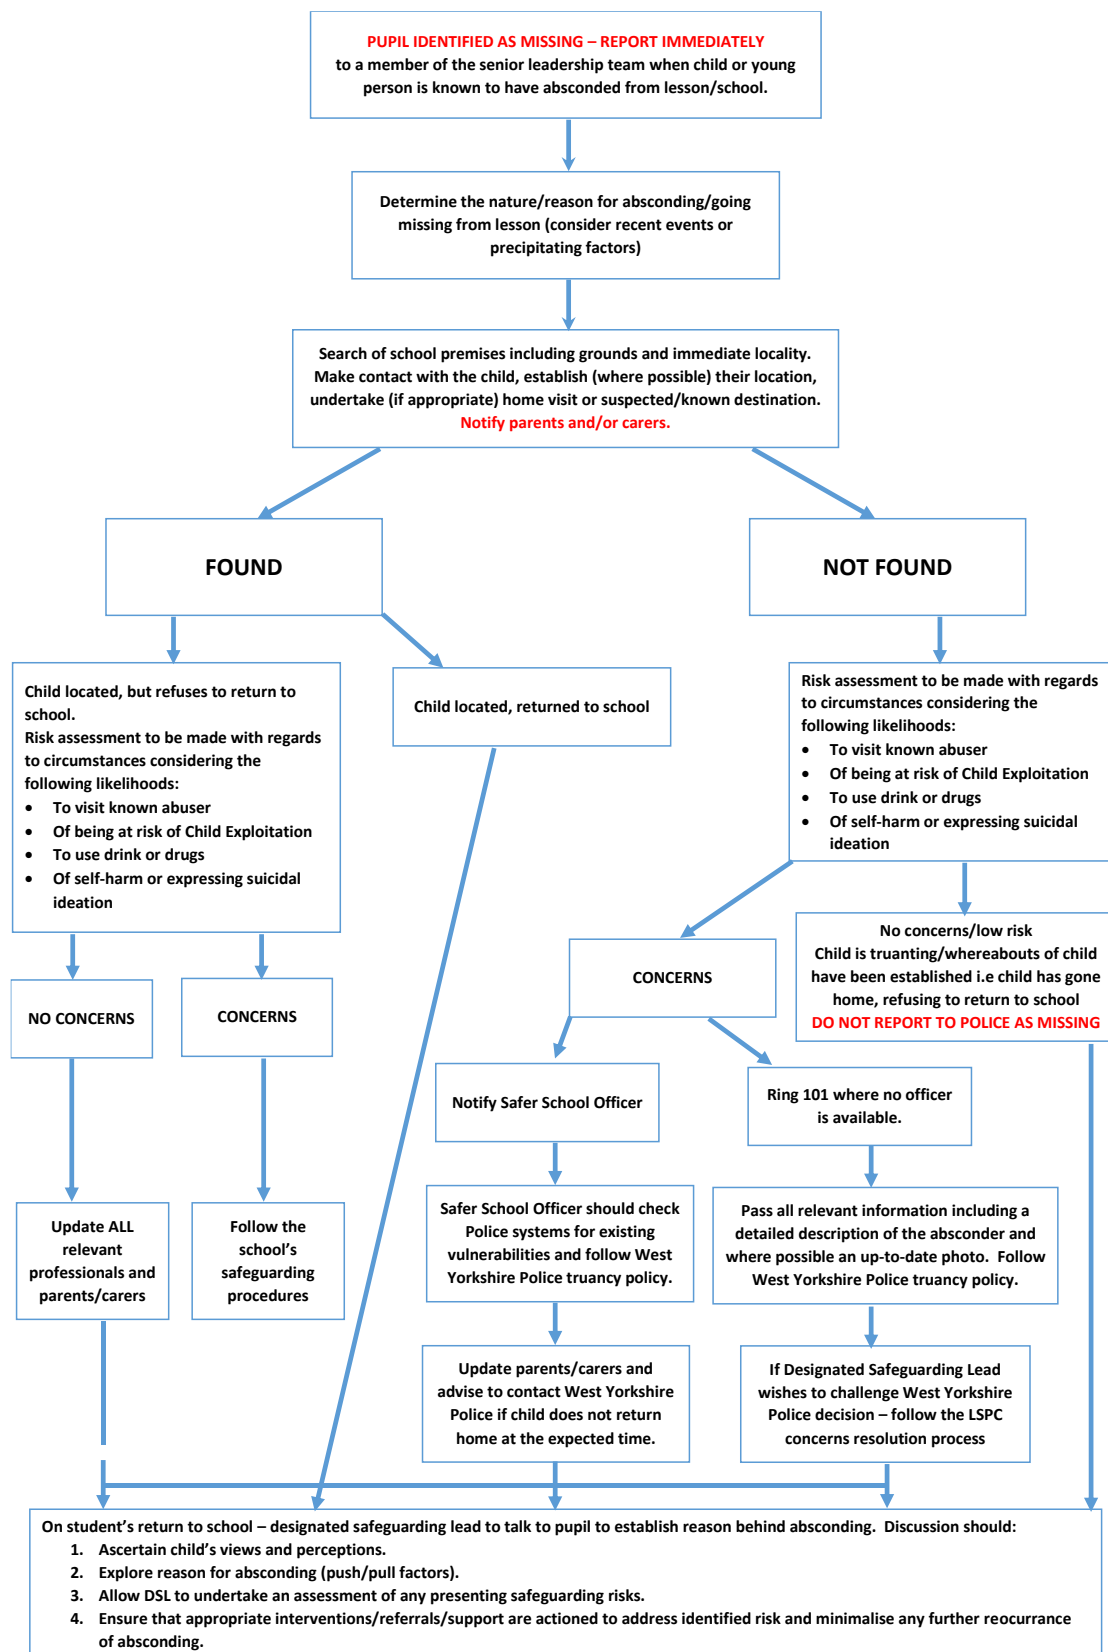 PUPIL IDENTIFIED AS MISSING – REPORT IMMEDIATELY
to a member of the senior leadership team when child or young
person is known to have absconded from lesson/school.
Determine the nature/reason for absconding/going
missing from lesson (consider recent events or
precipitating factors)
Search of school premises including grounds and immediate locality.
Make contact with the child, establish (where possible) their location,
undertake (if appropriate) home visit or suspected/known destination.
Notify parents and/or carers.
FOUND
NOT FOUND
Child located, but refuses to return to
school.
Risk assessment to be made with regards
to circumstances considering the
following likelihoods:
• To visit known abuser
• Of being at risk of Child Exploitation
• To use drink or drugs
• Of self-harm or expressing suicidal
ideation
Child located, returned to school
Risk assessment to be made with regards
to circumstances considering the
following likelihoods:
• To visit known abuser
• Of being at risk of Child Exploitation
• To use drink or drugs
• Of self-harm or expressing suicidal
ideation
NO CONCERNS
CONCERNS
CONCERNS
No concerns/low risk
Child is truanting/whereabouts of child
have been established i.e child has gone
home, refusing to return to school
DO NOT REPORT TO POLICE AS MISSING
Notify Safer School Officer
Ring 101 where no officer
is available.
Update ALL
relevant
professionals and
parents/carers
Follow the
school’s
safeguarding
procedures
Safer School Officer should check
Police systems for existing
vulnerabilities and follow West
Yorkshire Police truancy policy.
Pass all relevant information including a
detailed description of the absconder and
where possible an up-to-date photo. Follow
West Yorkshire Police truancy policy.
Update parents/carers and
advise to contact West Yorkshire
Police if child does not return
home at the expected time.
If Designated Safeguarding Lead
wishes to challenge West Yorkshire
Police decision – follow the LSPC
concerns resolution process
On student’s return to school – designated safeguarding lead to talk to pupil to establish reason behind absconding. Discussion should:
1. Ascertain child’s views and perceptions.
2. Explore reason for absconding (push/pull factors).
3. Allow DSL to undertake an assessment of any presenting safeguarding risks.
4. Ensure that appropriate interventions/referrals/support are actioned to address identified risk and minimalise any further reocurrance
of absconding.